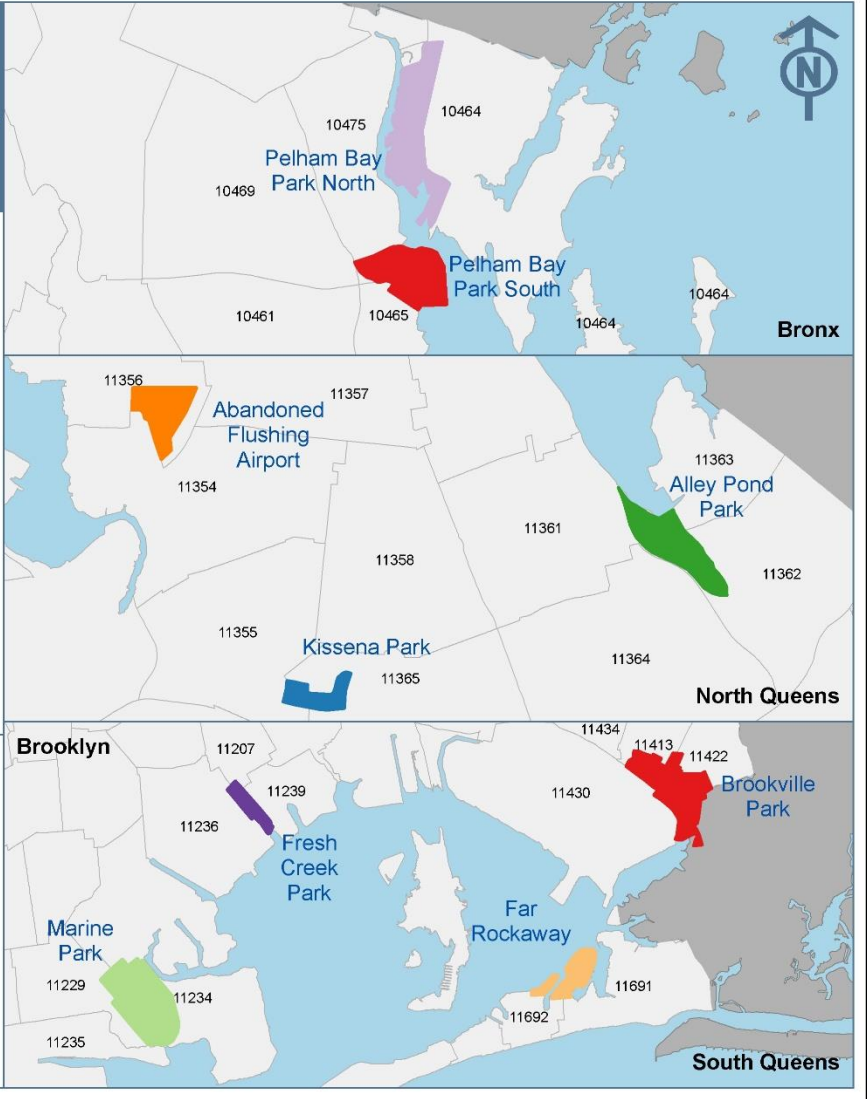 N
10475
10464
Pelham Bay
Park North
10469
Pelham Bay
Park South
10461
10465
10464
10464
Bronx
11356
11357
Abandoned
Flushing
Airport
11354
11363
Alley Pond
Park
11361
11358
11362
11355
Kissena Park
11365
11364
North Queens
Brooklyn
11207
11434
11413
11422
11239
11430
Brookville
Park
11236
Fresh
Creek
Park
Far
Rockaway
Marine
Park
11229
11234
11691
11692
11235
South Queens